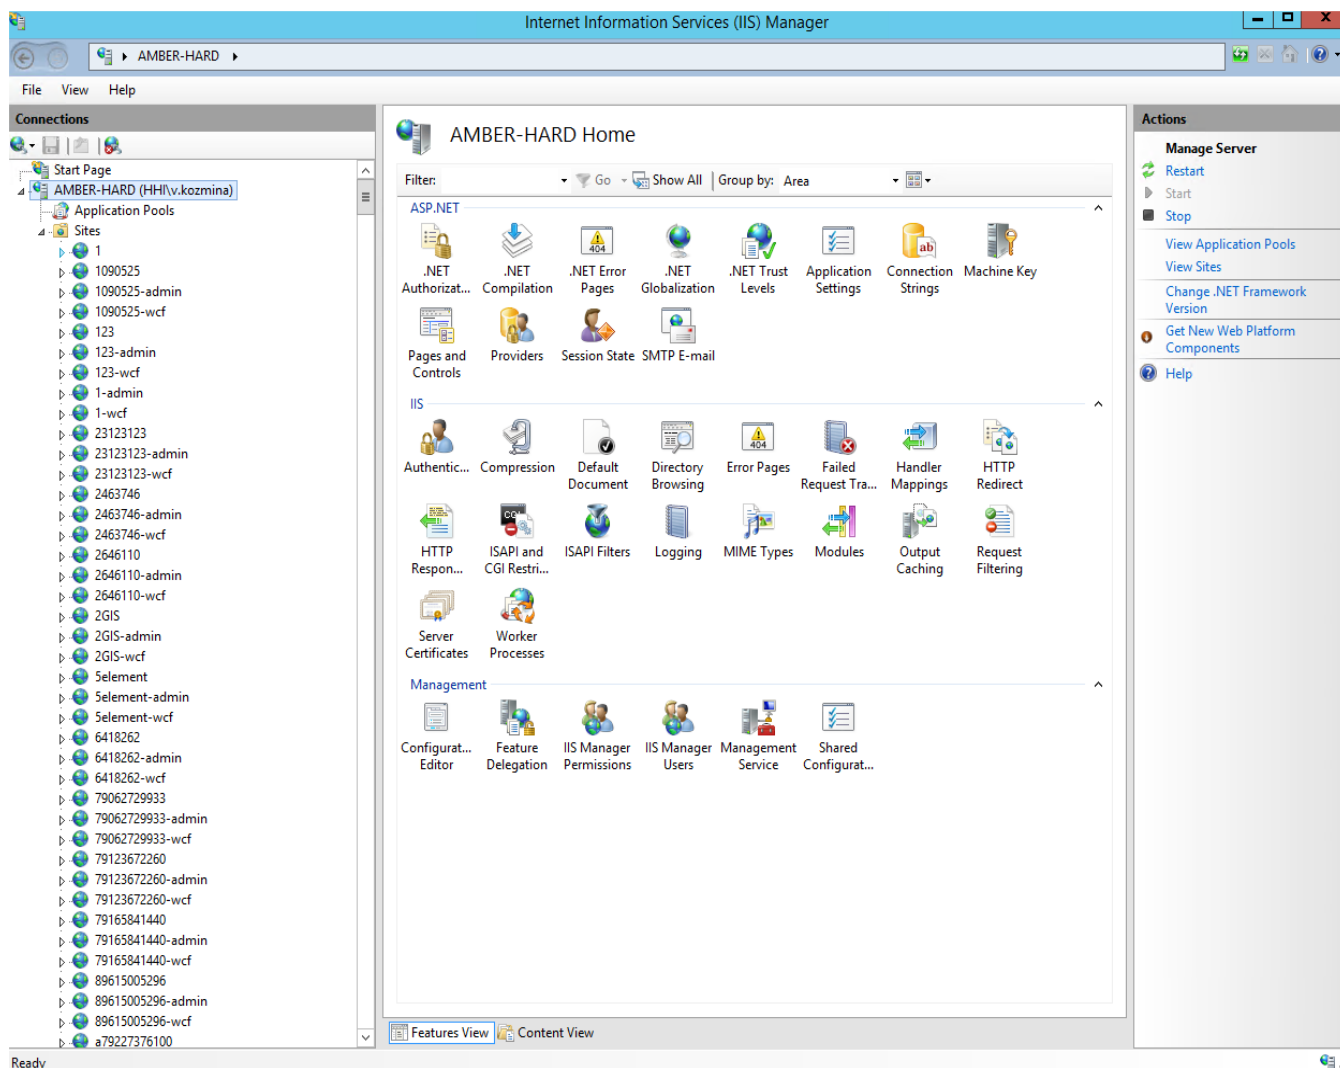 Internet Information Services (IIS) Manager
AMBER-HARD
File View Help
Connections
Start Page
AMBER-HARD (HHI\v.kozmina)
Application Pools
Sites
1
1090525
1090525-admin
1090525-wcf
123
123-admin
123-wcf
1-admin
1-wcf
23123123
23123123-admin
23123123-wcf
2463746
2463746-admin
2463746-wcf
2646110
2646110-admin
2646110-wcf
2GIS
2GIS-admin
2GIS-wcf
5element
5element-admin
5element-wcf
6418262
6418262-admin
6418262-wcf
79062729933
79062729933-admin
79062729933-wcf
79123672260
79123672260-admin
79123672260-wcf
79165841440
79165841440-admin
79165841440-wcf
89615005296
89615005296-admin
89615005296-wcf
a79227376100
AMBER-HARD Home
Filter: Go Show All Group by: Area
ASP.NET
.NET .NET .NET Error .NET .NET Trust Application Connection Machine Key
Authorizat... Compilation Pages Globalization Levels Settings Strings
Pages and Providers Session State SMTP E-mail
Controls
IIS
Authentic... Compression Default Directory Error Pages Failed Handler HTTP
Document Browsing Request Tra... Mappings Redirect
HTTP ISAPI and ISAPI Filters Logging MIME Types Modules Output Request
Respon... CGI Restri... Caching Filtering
Server Worker
Certificates Processes
Management
Configurat... Feature IIS Manager IIS Manager Management Shared
Editor Delegation Permissions Users Service Configurat...
Features View Content View
Actions
Manage Server
Restart
Start
Stop
View Application Pools
View Sites
Change .NET Framework
Version
Get New Web Platform
Components
Help
Ready